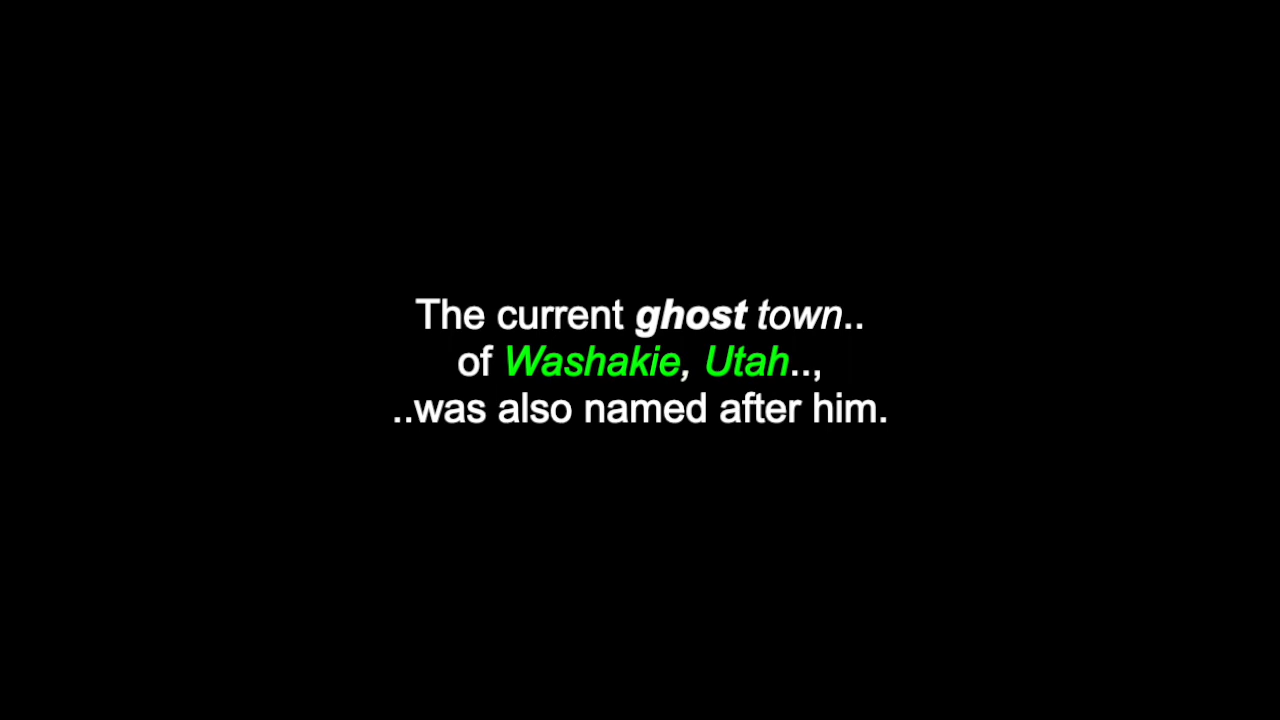 The current ghost town..
of Washakie, Utah..,
..was also named after him.